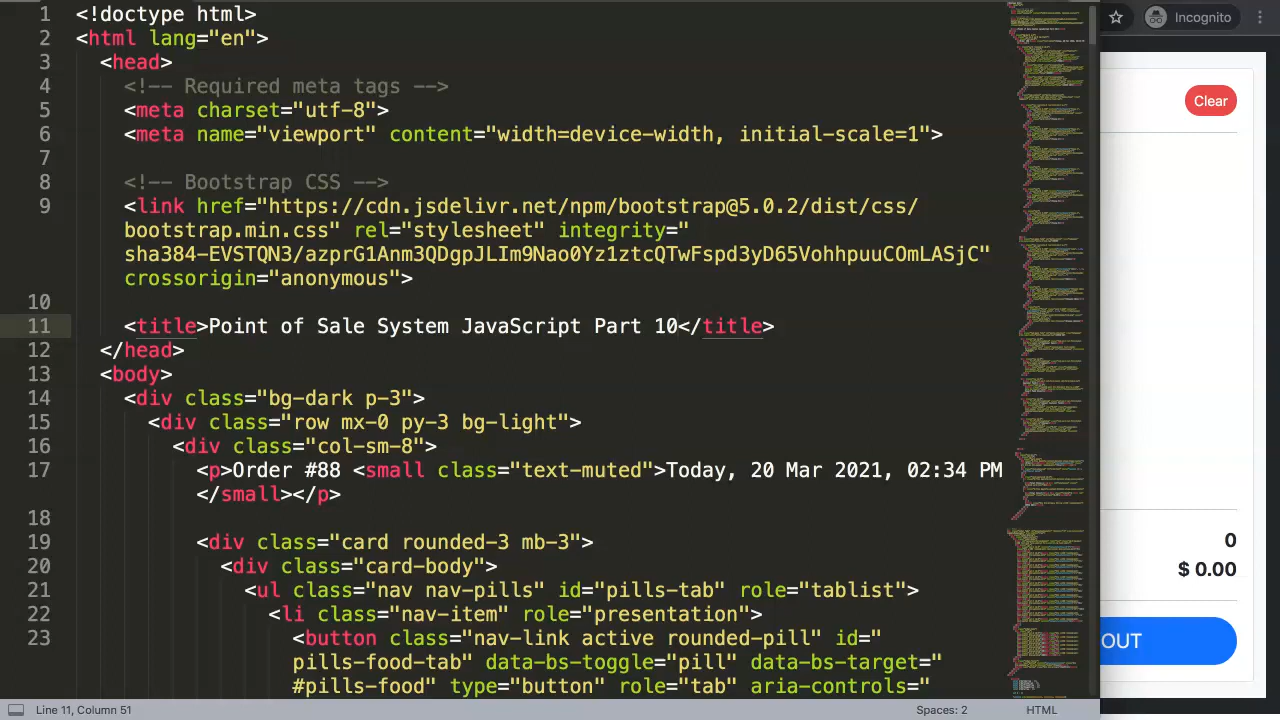 1 <!doctype html>
2 <html lang="en">
3 <head>
4 <!-- Required meta tags -->
5 <meta charset="utf-8">
6 <meta name="viewport" content="width=device-width, initial-scale=1">
7
8 <!-- Bootstrap CSS -->
9 <link href="https://cdn.jsdelivr.net/npm/bootstrap@5.0.2/dist/css/
bootstrap.min.css" rel="stylesheet" integrity="
sha384-EVSTQN3/azprG1Anm3QDgpJLIm9Nao0Yz1ztcQTwFspd3yD65VohhpuuCOmLASjC"
crossorigin="anonymous">
10
11 <title>Point of Sale System JavaScript Part 10</title>
12 </head>
13 <body>
14 <div class="bg-dark p-3">
15 <div class="row mx-0 py-3 bg-light">
16 <div class="col-sm-8">
17 <p>Order #88 <small class="text-muted">Today, 20 Mar 2021, 02:34 PM
</small></p>
18
19 <div class="card rounded-3 mb-3">
20 <div class="card-body">
21 <ul class="nav nav-pills" id="pills-tab" role="tablist">
22 <li class="nav-item" role="presentation">
23 <button class="nav-link active rounded-pill" id="
pills-food-tab" data-bs-toggle="pill" data-bs-target="
#pills-food" type="button" role="tab" aria-controls="
Line 11, Column 51
Spaces: 2
HTML
Incognito
Clear
0
$ 0.00
OUT